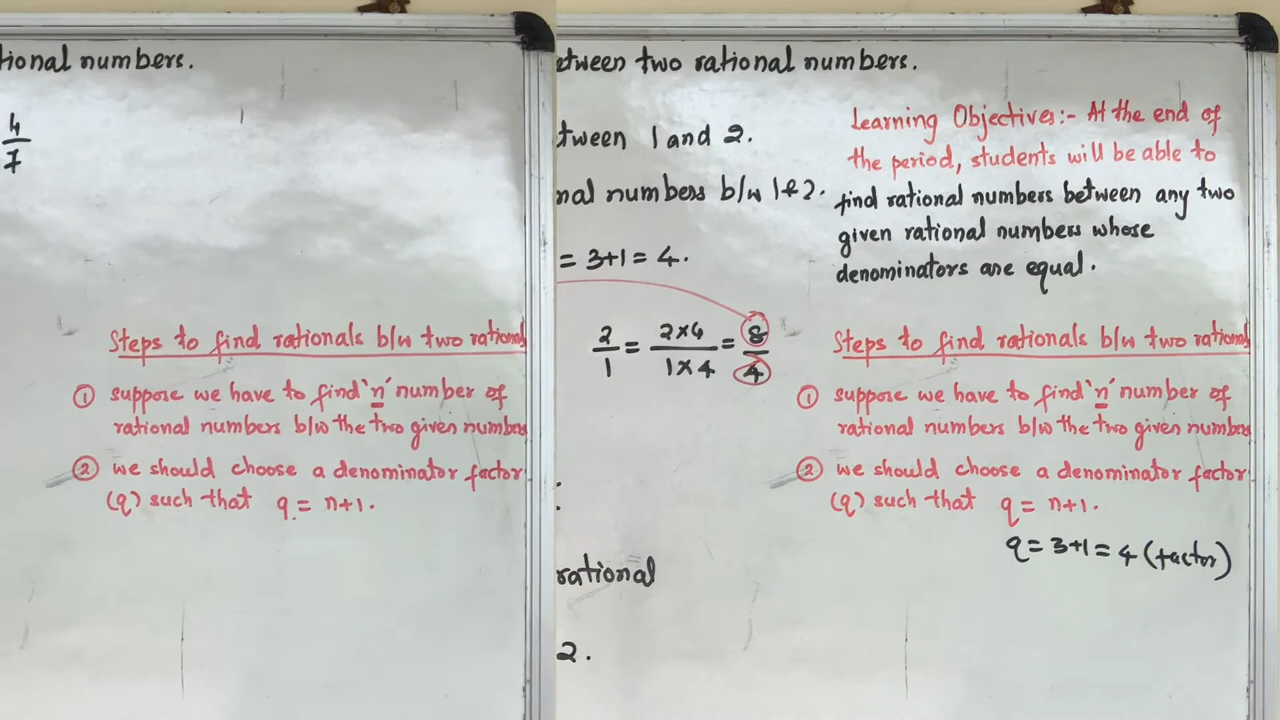 tional numbers.
4
7
Steps to find rationals b/w two rational
① suppose we have to find 'n' number of
rational numbers b/w the two given number
② we should choose a denominator factor
(q) such that q = n+1.
etween two rational numbers.
tween 1 and 2.
nal numbers b/w 1 & 2.
= 3+1 = 4.
2/1 = 2×4/1×4 = 8/4
rational
2.
Learning Objectives:- At the end of
the period, students will be able to
find rational numbers between any two
given rational numbers whose
denominators are equal.
Steps to find rationals b/w two rational
① suppose we have to find 'n' number of
rational numbers b/w the two given number
② we should choose a denominator factor
(q) such that q = n+1.
q = 3+1 = 4 (factor)